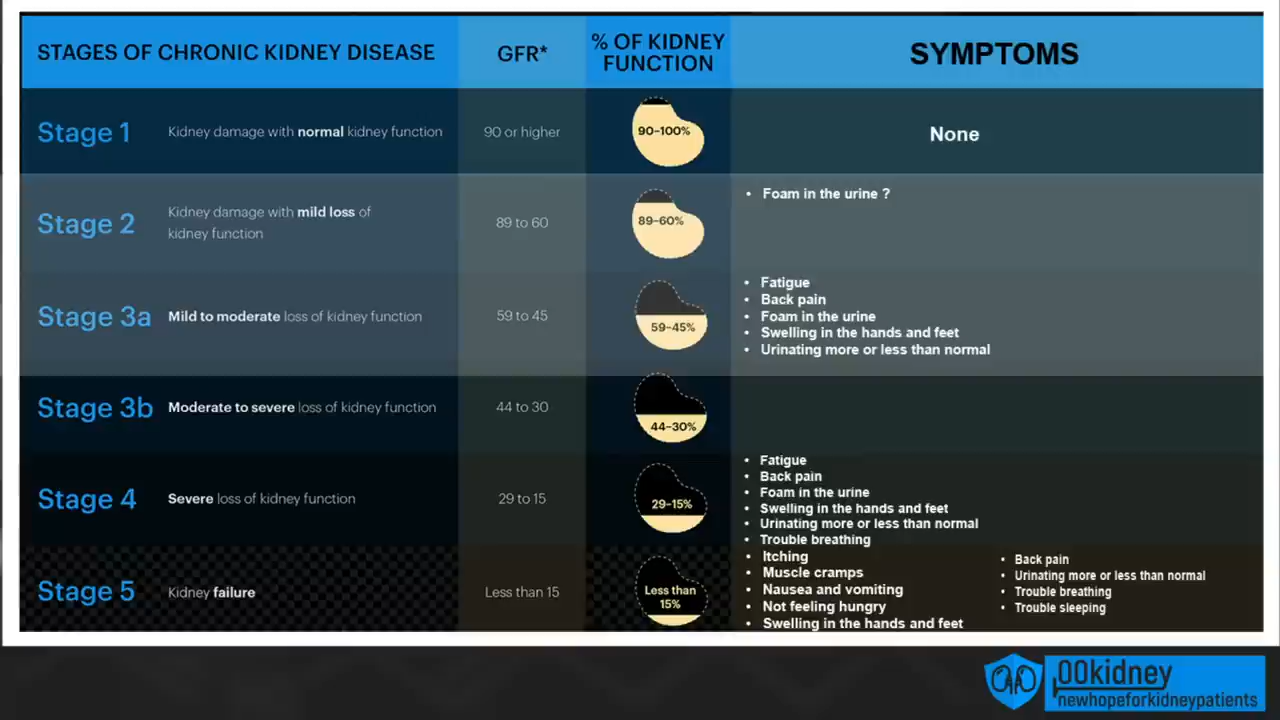 STAGES OF CHRONIC KIDNEY DISEASE
GFR*
% OF KIDNEY
FUNCTION
SYMPTOMS
Stage 1
Kidney damage with normal kidney function
90 or higher
90–100%
None
Stage 2
Kidney damage with mild loss of
kidney function
89 to 60
89–60%
• Foam in the urine ?
Stage 3a
Mild to moderate loss of kidney function
59 to 45
59–45%
• Fatigue
• Back pain
• Foam in the urine
• Swelling in the hands and feet
• Urinating more or less than normal
Stage 3b
Moderate to severe loss of kidney function
44 to 30
44–30%
Stage 4
Severe loss of kidney function
29 to 15
29–15%
• Fatigue
• Back pain
• Foam in the urine
• Swelling in the hands and feet
• Urinating more or less than normal
• Trouble breathing
Stage 5
Kidney failure
Less than 15
Less than
15%
• Itching
• Muscle cramps
• Nausea and vomiting
• Not feeling hungry
• Swelling in the hands and feet
• Back pain
• Urinating more or less than normal
• Trouble breathing
• Trouble sleeping
00kidney
newhopeforkidneypatients